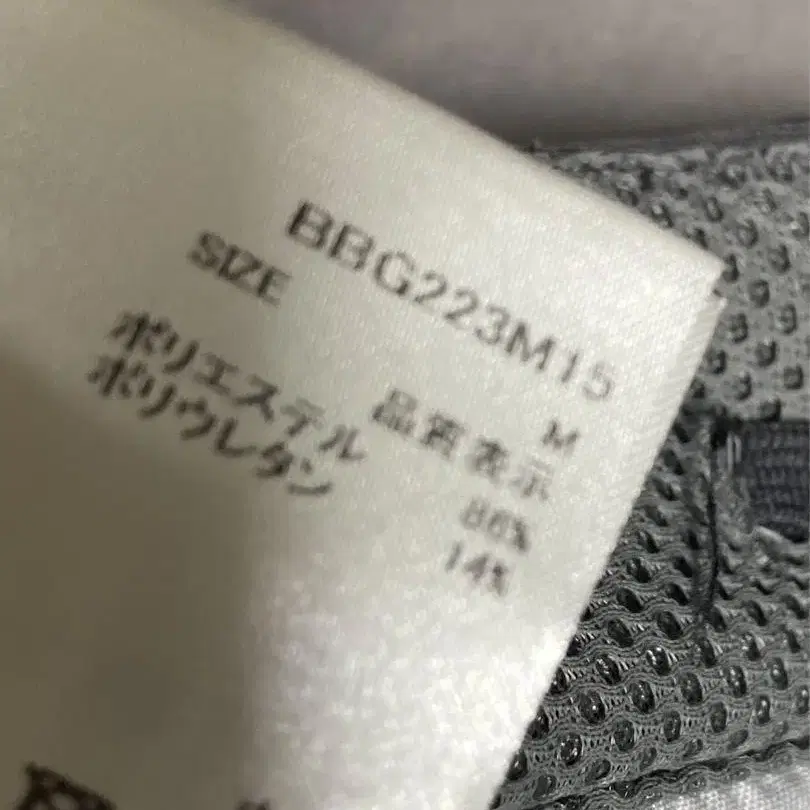 BBG223M15
SIZE M
品質表示
ポリエステル 86%
ポリウレタン 14%